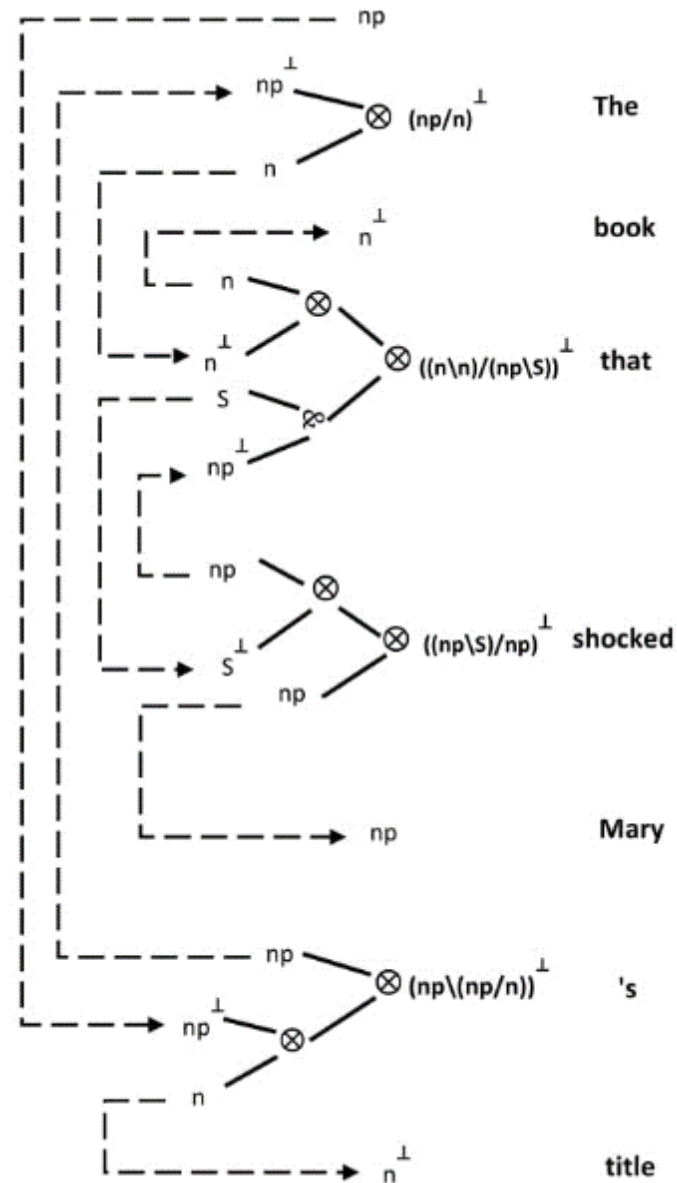 np
np⊥
⊗ (np/n)⊥ The
n
n⊥ book
n
⊗
n⊥
⊗ ((n\n)/(np\S))⊥ that
S
⅋
np⊥
np
⊗
⊗ ((np\S)/np)⊥ shocked
S⊥
np
np Mary
np
⊗ (np\(np/n))⊥ 's
np⊥
⊗
n
n⊥ title